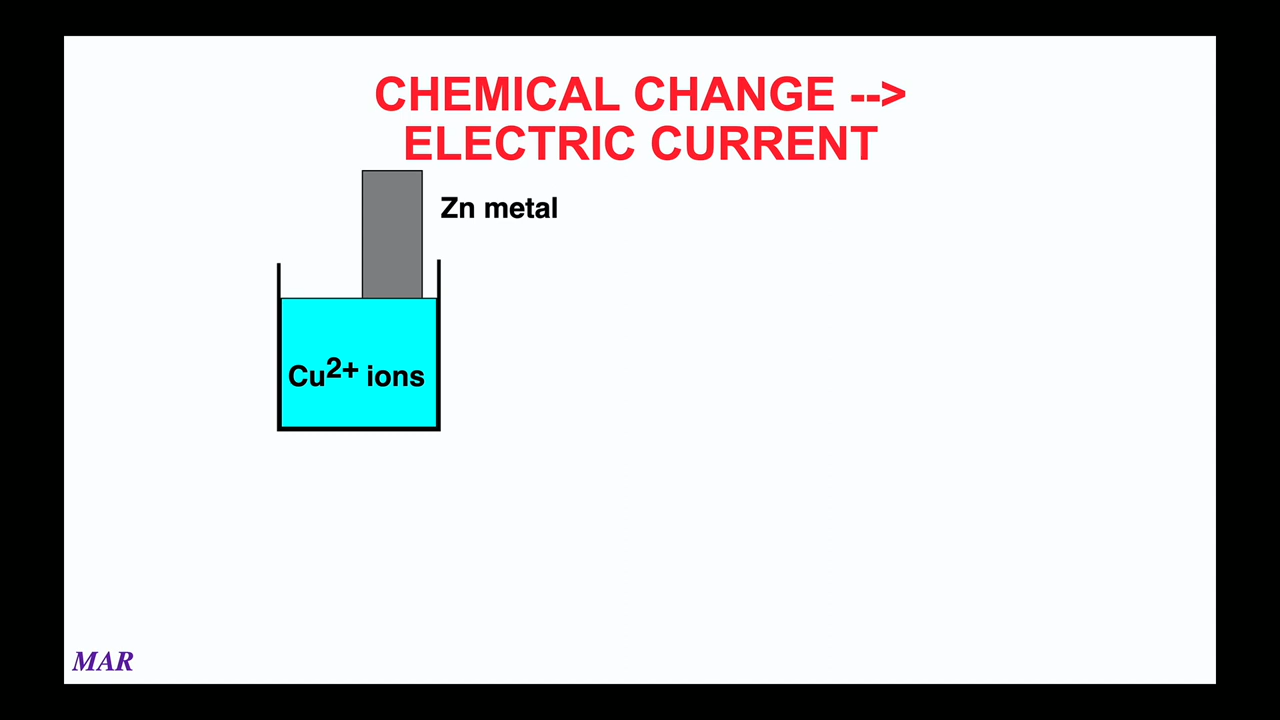 CHEMICAL CHANGE -->
ELECTRIC CURRENT
Zn metal
Cu2+ ions
MAR